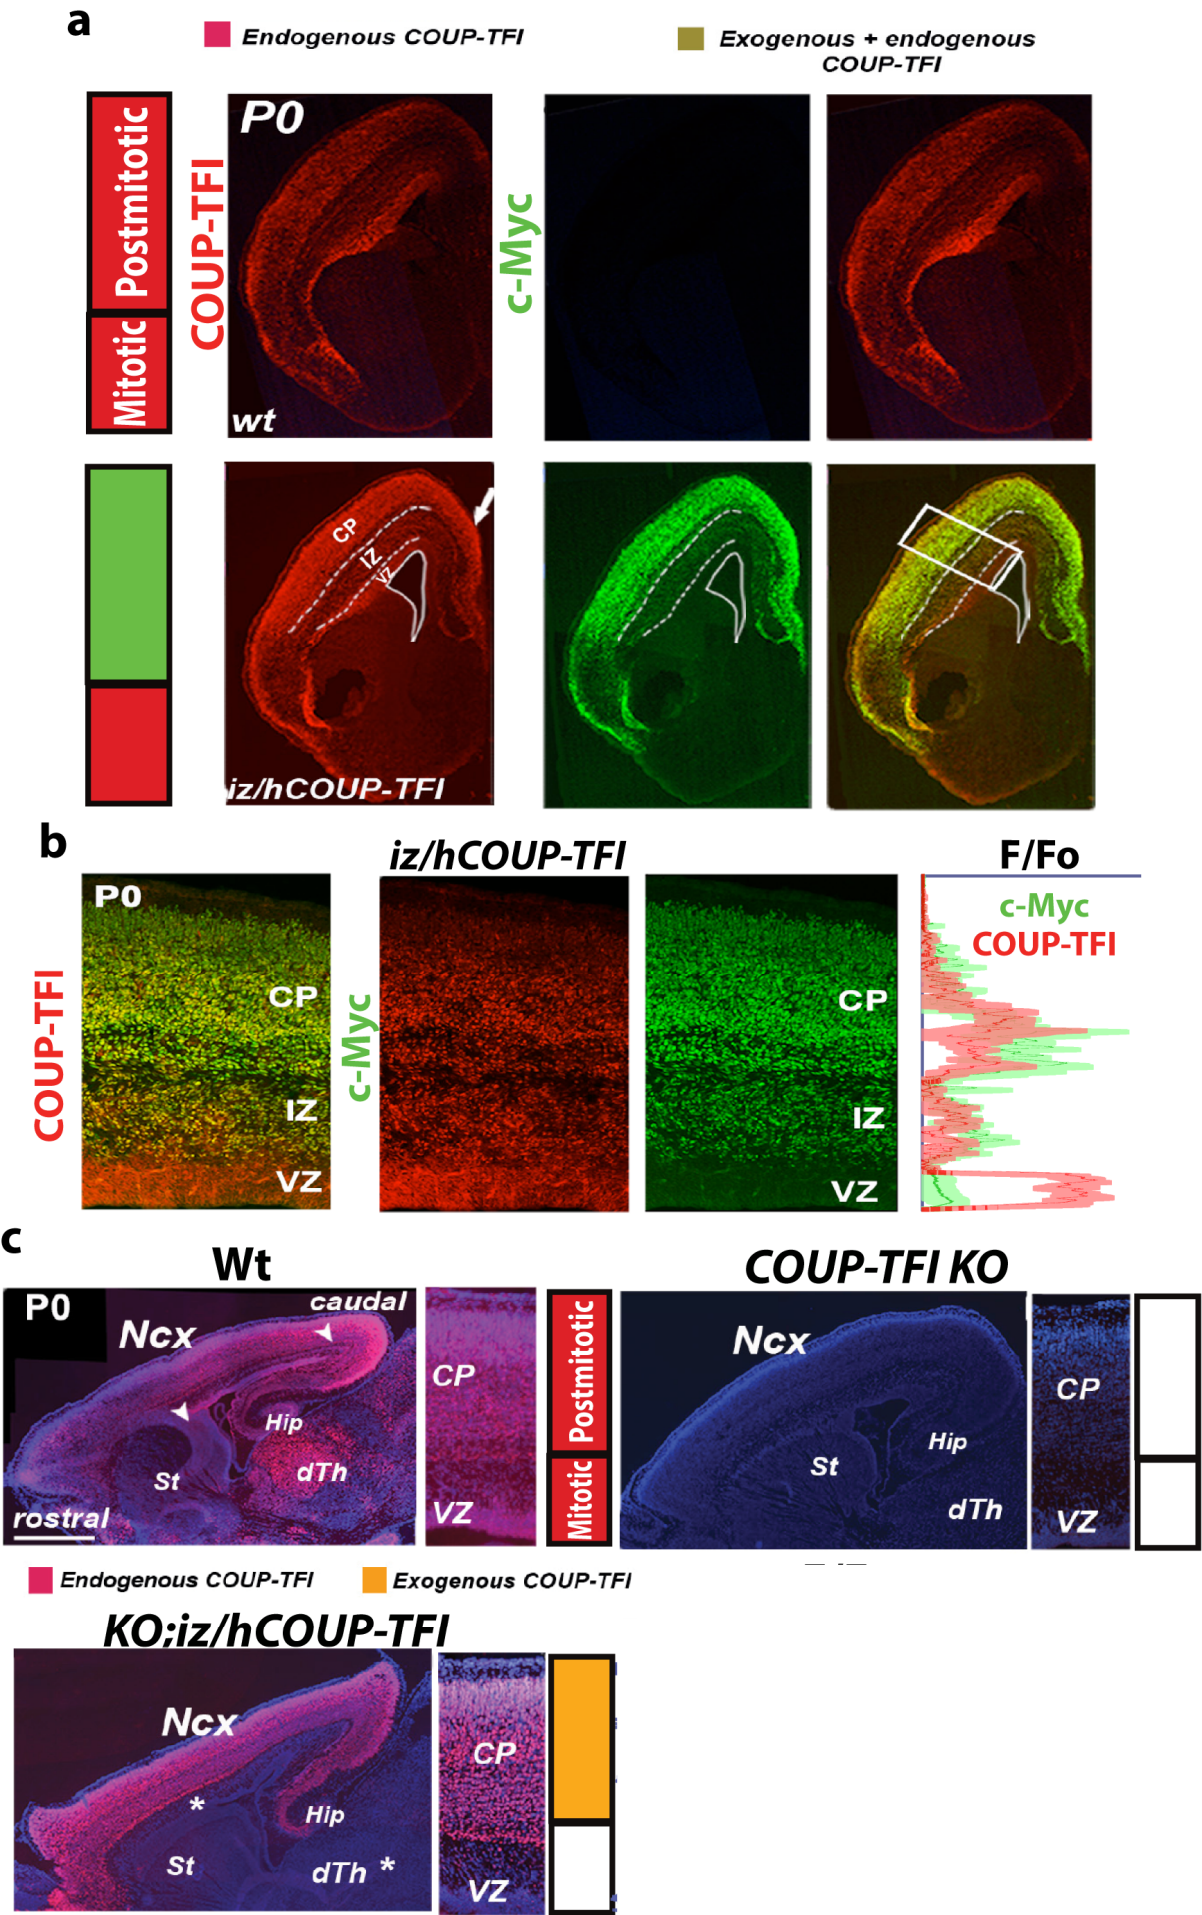 a
Endogenous COUP-TFI
Exogenous + endogenous
COUP-TFI
Postmitotic
Mitotic
COUP-TFI
P0
wt
c-Myc
CP
IZ
VZ
iz/hCOUP-TFI
b
iz/hCOUP-TFI
F/Fo
COUP-TFI
P0
CP
IZ
VZ
c-Myc
CP
IZ
VZ
c-Myc
COUP-TFI
c
Wt
COUP-TFI KO
P0
caudal
Ncx
Hip
St
dTh
rostral
CP
VZ
Postmitotic
Mitotic
Ncx
St
Hip
dTh
CP
VZ
Endogenous COUP-TFI
Exogenous COUP-TFI
KO;iz/hCOUP-TFI
Ncx
*
Hip
St
dTh *
CP
VZ